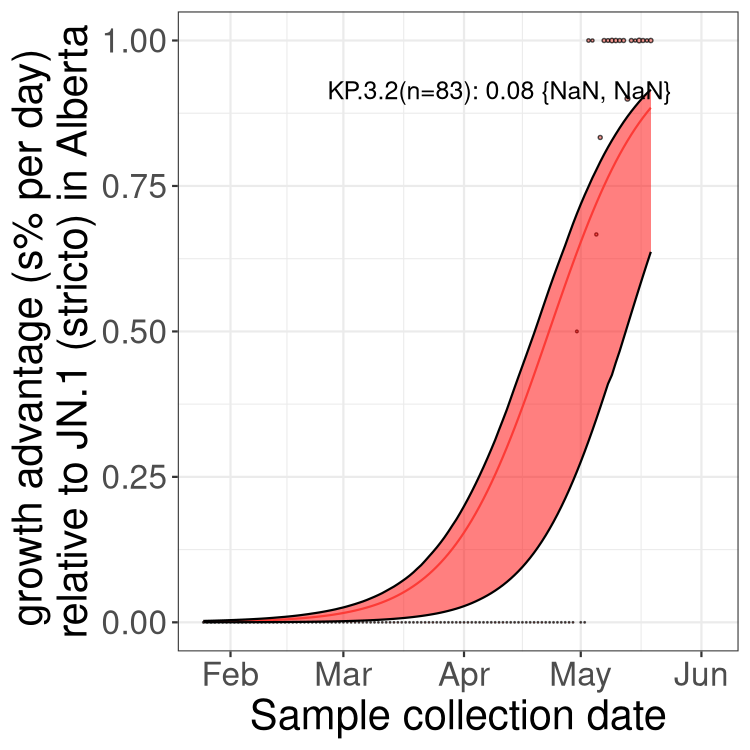 growth advantage (s% per day)
relative to JN.1 (stricto) in Alberta
1.00
0.75
0.50
0.25
0.00
KP.3.2(n=83): 0.08 {NaN, NaN}
Feb Mar Apr May Jun
Sample collection date